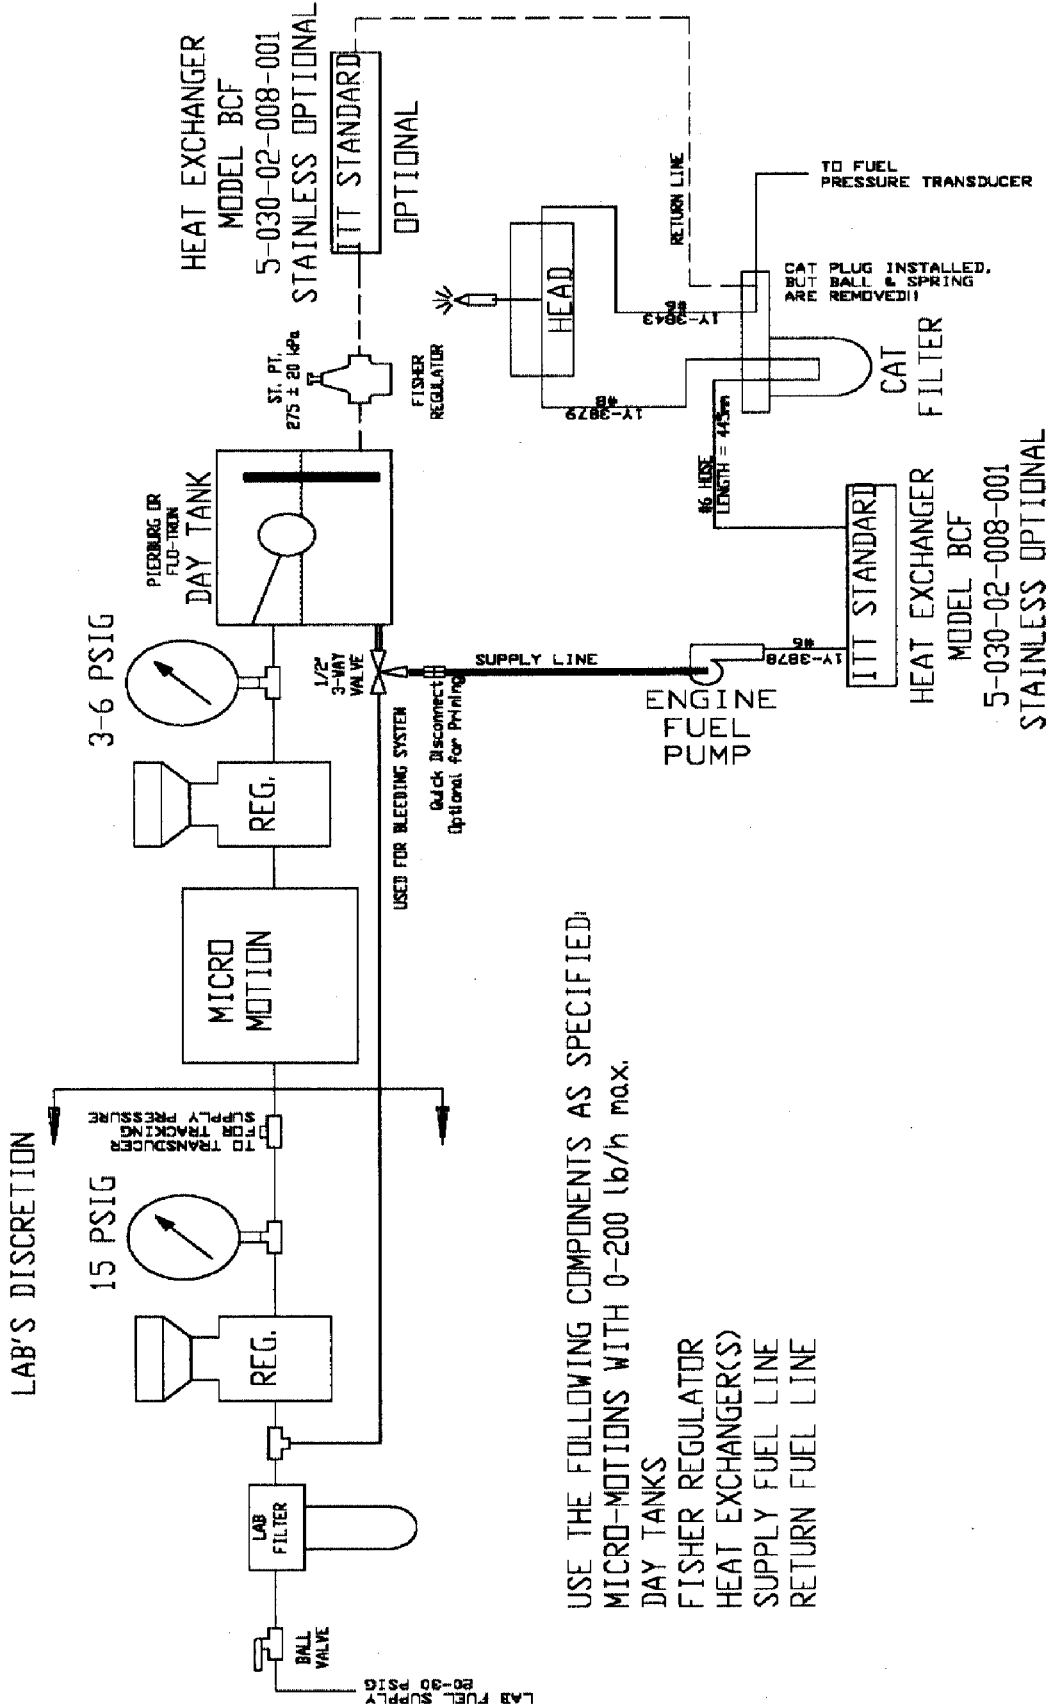 LAB'S DISCRETION
LAB FUEL SUPPLY
20-30 PSIG
BALL
VALVE
LAB
FILTER
REG.
15 PSIG
TO TRANSDUCER
FOR TRACKING
SUPPLY PRESSURE
MICRO
MOTION
REG.
3-6 PSIG
USED FOR BLEEDING SYSTEM
1/2"
3-WAY
VALVE
Quick Disconnect
Optional for Priming
PIERBURG OR
FLO-TRON
DAY TANK
ST. PT.
275 ± 20 kPa
FISHER
REGULATOR
HEAT EXCHANGER
MODEL BCF
5-030-02-008-001
STAINLESS OPTIONAL
ITT STANDARD
OPTIONAL
RETURN LINE
HEAD
#8
1Y-3879
#6
1Y-3843
TO FUEL
PRESSURE TRANSDUCER
CAT PLUG INSTALLED,
BUT BALL & SPRING
ARE REMOVED!!
CAT
FILTER
#6 HOSE
LENGTH = 445mm
SUPPLY LINE
ENGINE
FUEL
PUMP
#6
1Y-3878
ITT STANDARD
HEAT EXCHANGER
MODEL BCF
5-030-02-008-001
STAINLESS OPTIONAL
USE THE FOLLOWING COMPONENTS AS SPECIFIED:
MICRO-MOTIONS WITH 0-200 lb/h max.
DAY TANKS
FISHER REGULATOR
HEAT EXCHANGER(S)
SUPPLY FUEL LINE
RETURN FUEL LINE